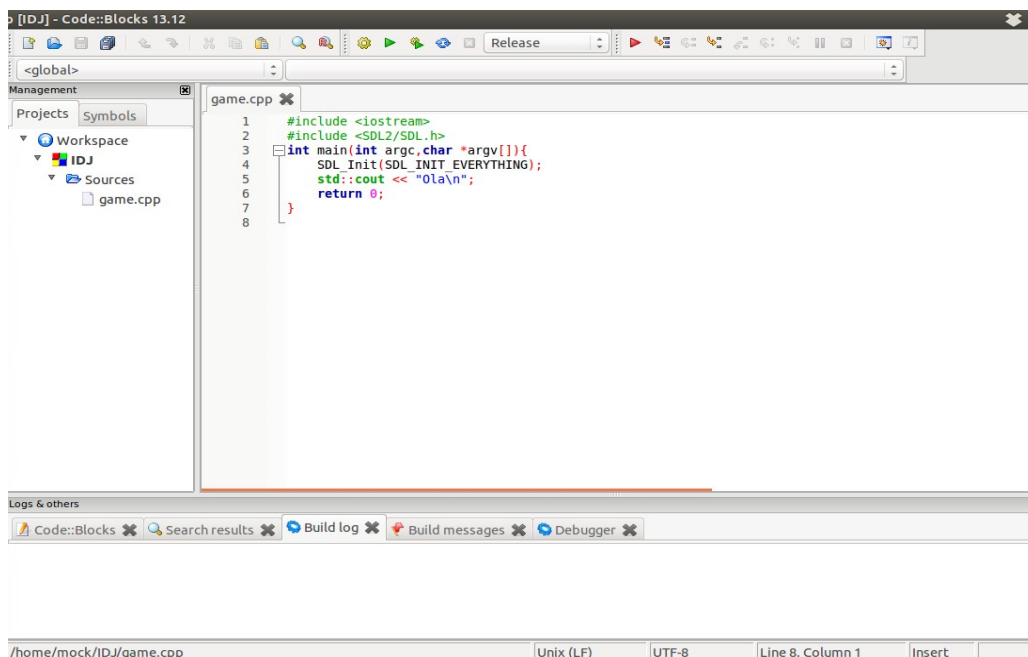 [IDJ] - Code::Blocks 13.12
Release
<global>
Management
Projects Symbols
Workspace
IDJ
Sources
game.cpp
game.cpp
1 #include <iostream>
2 #include <SDL2/SDL.h>
3 int main(int argc,char *argv[]){
4 SDL_Init(SDL_INIT_EVERYTHING);
5 std::cout << "Ola\n";
6 return 0;
7 }
8
Logs & others
Code::Blocks Search results Build log Build messages Debugger
/home/mock/IDJ/game.cpp Unix (LF) UTF-8 Line 8, Column 1 Insert